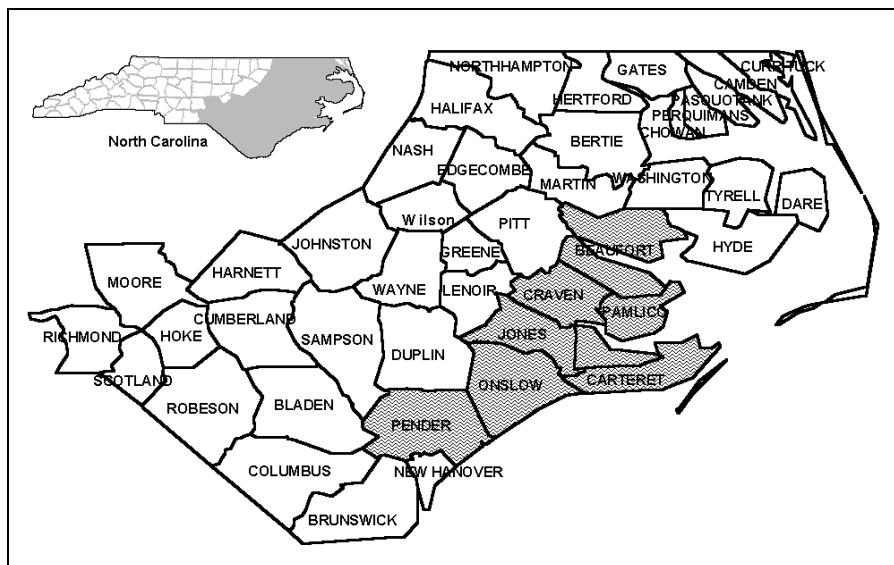 NORTHHAMPTON
GATES
CURRITUCK
CAMDEN
HERTFORD
PASQUOTANK
HALIFAX
PERQUIMANS
CHOWAN
North Carolina
BERTIE
NASH
EDGECOMBE
MARTIN
WASHINGTON
TYRELL
DARE
Wilson
PITT
JOHNSTON
BEAUFORT
HYDE
GREENE
MOORE
HARNETT
WAYNE
LENOIR
CRAVEN
PAMLICO
CUMBERLAND
RICHMOND
HOKE
SAMPSON
JONES
DUPLIN
SCOTLAND
ONSLOW
CARTERET
ROBESON
BLADEN
PENDER
COLUMBUS
NEW HANOVER
BRUNSWICK